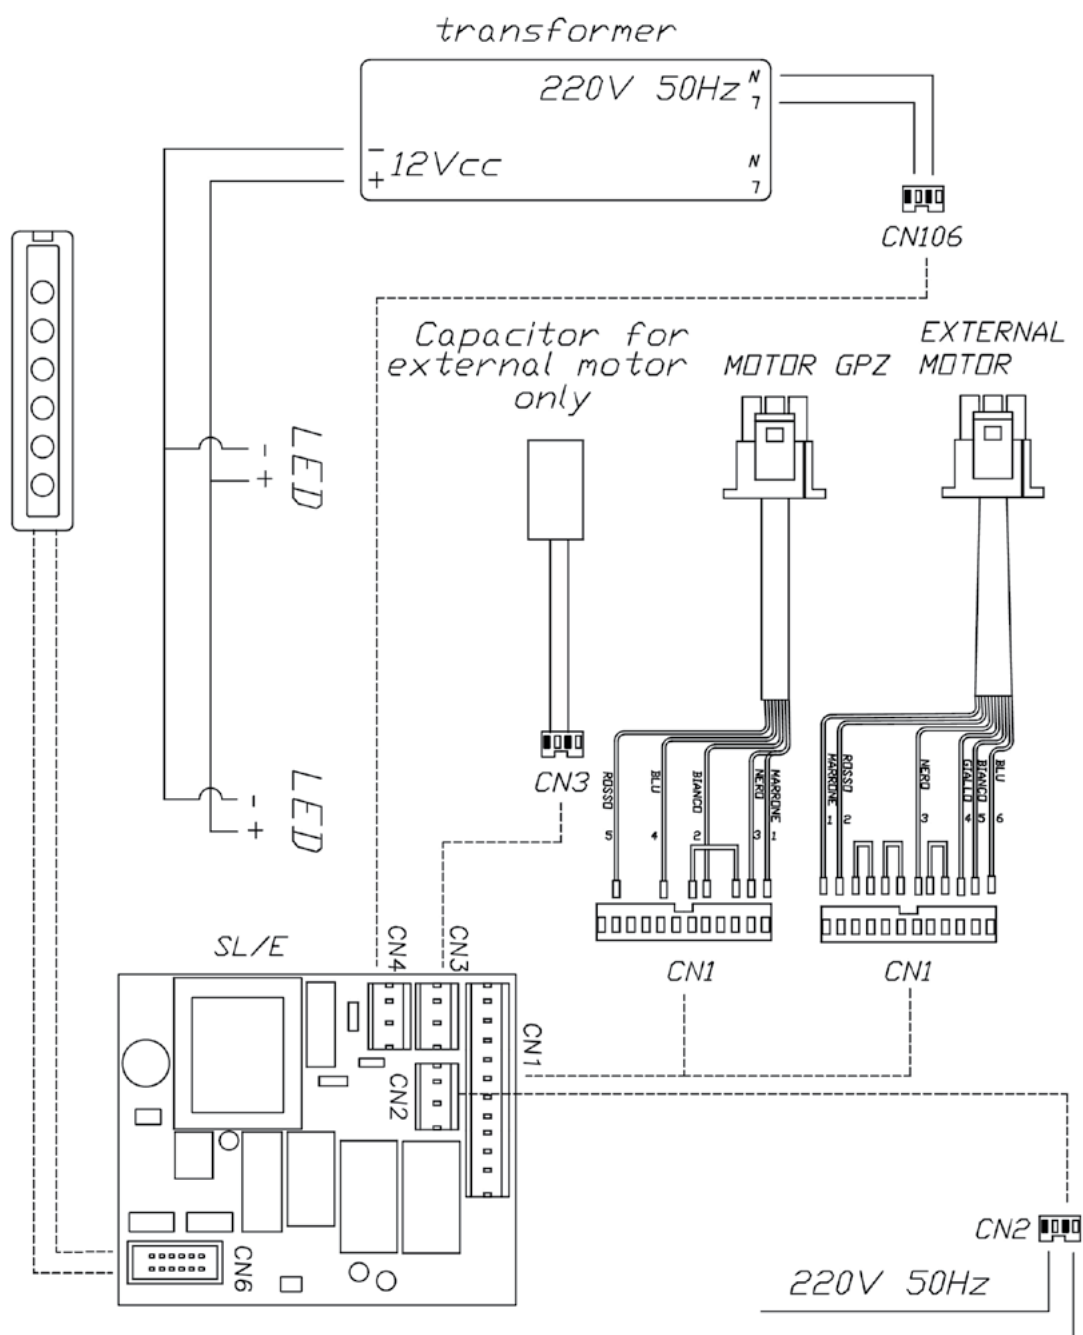 transformer
220V 50Hz N
L
- 12Vcc
+
N
L
CN106
Capacitor for
external motor
only
MOTOR GPZ
EXTERNAL
MOTOR
LED
-
+
CN3
ROSSO 5
BLU 4
BIANCO 2
NERO 3
MARRONE 1
MARRONE 1
ROSSO 2
NERO 3
GIALLO 4
BIANCO 5
BLU 6
LED
-
+
SL/E
CN4
CN3
CN1
CN1
CN1
CN2
CN6
CN2
220V 50Hz